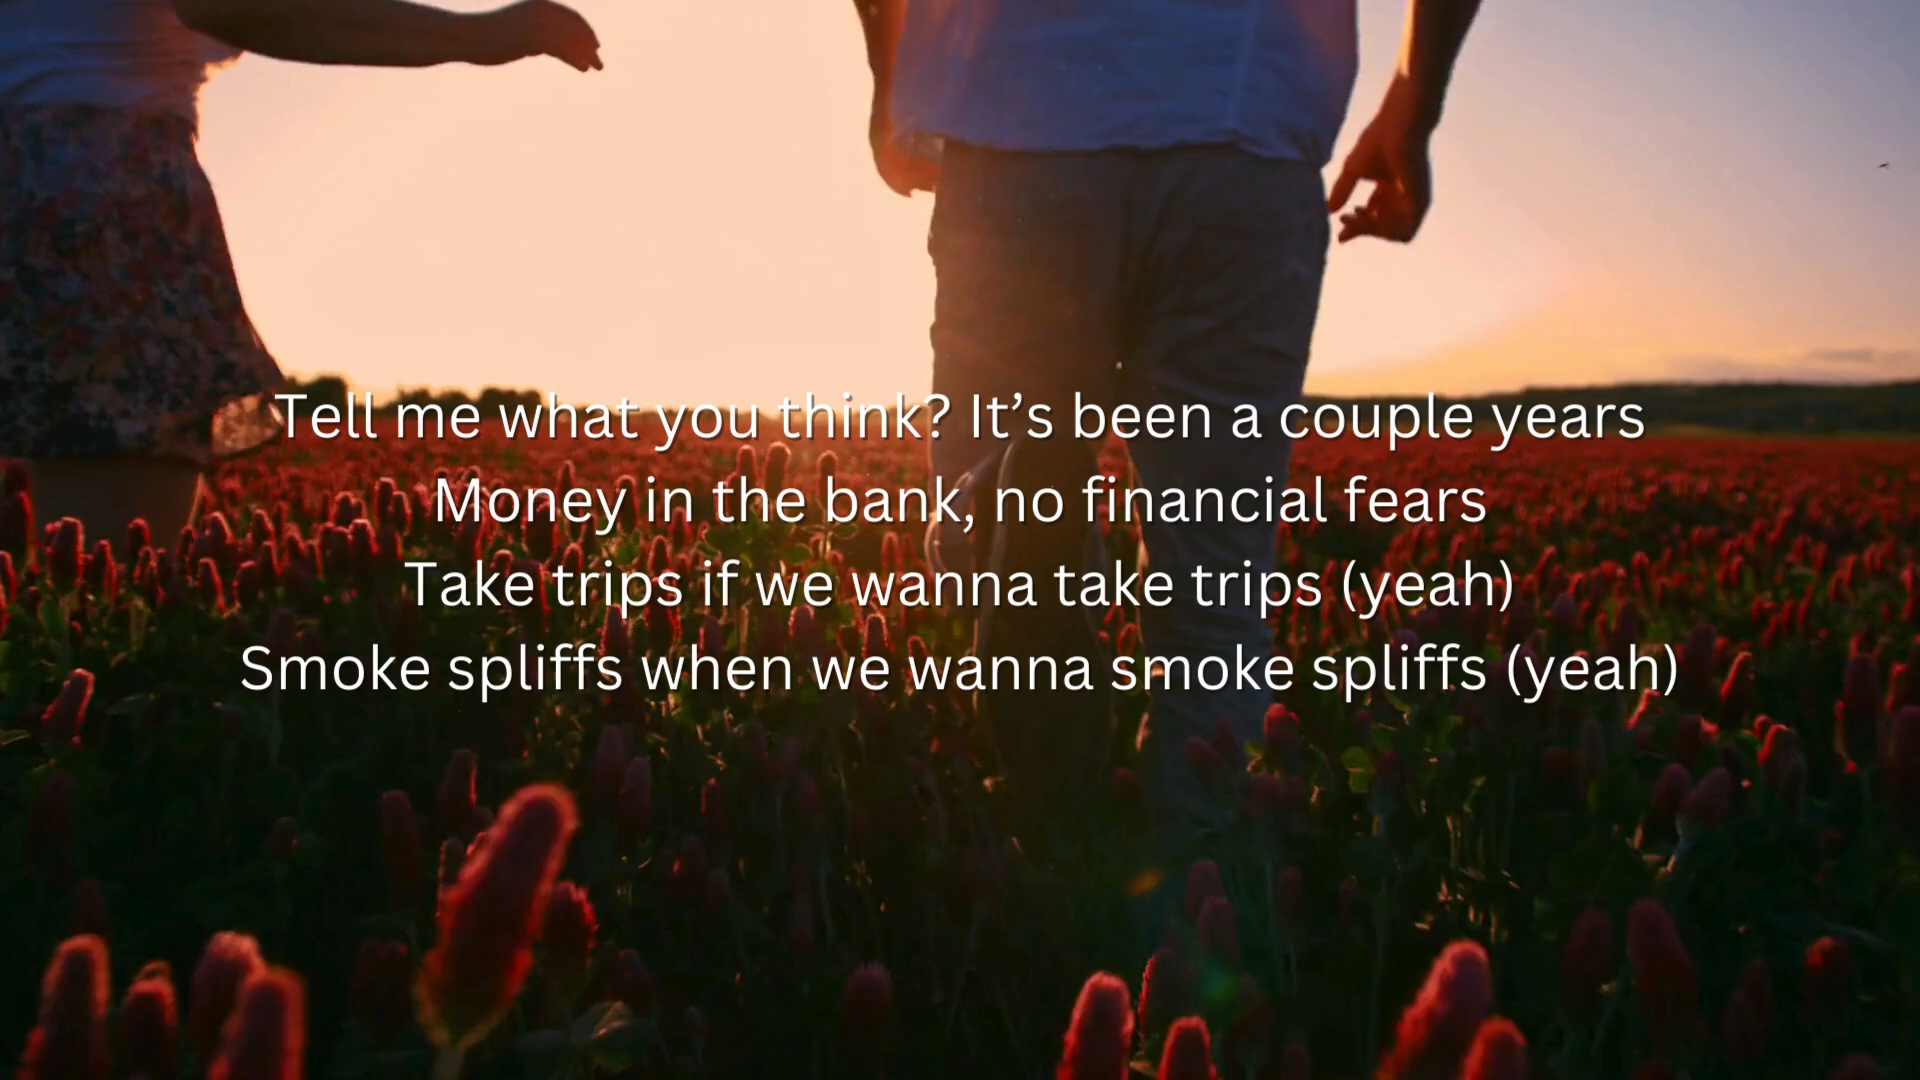 Tell me what you think? It’s been a couple years
Money in the bank, no financial fears
Take trips if we wanna take trips (yeah)
Smoke spliffs when we wanna smoke spliffs (yeah)